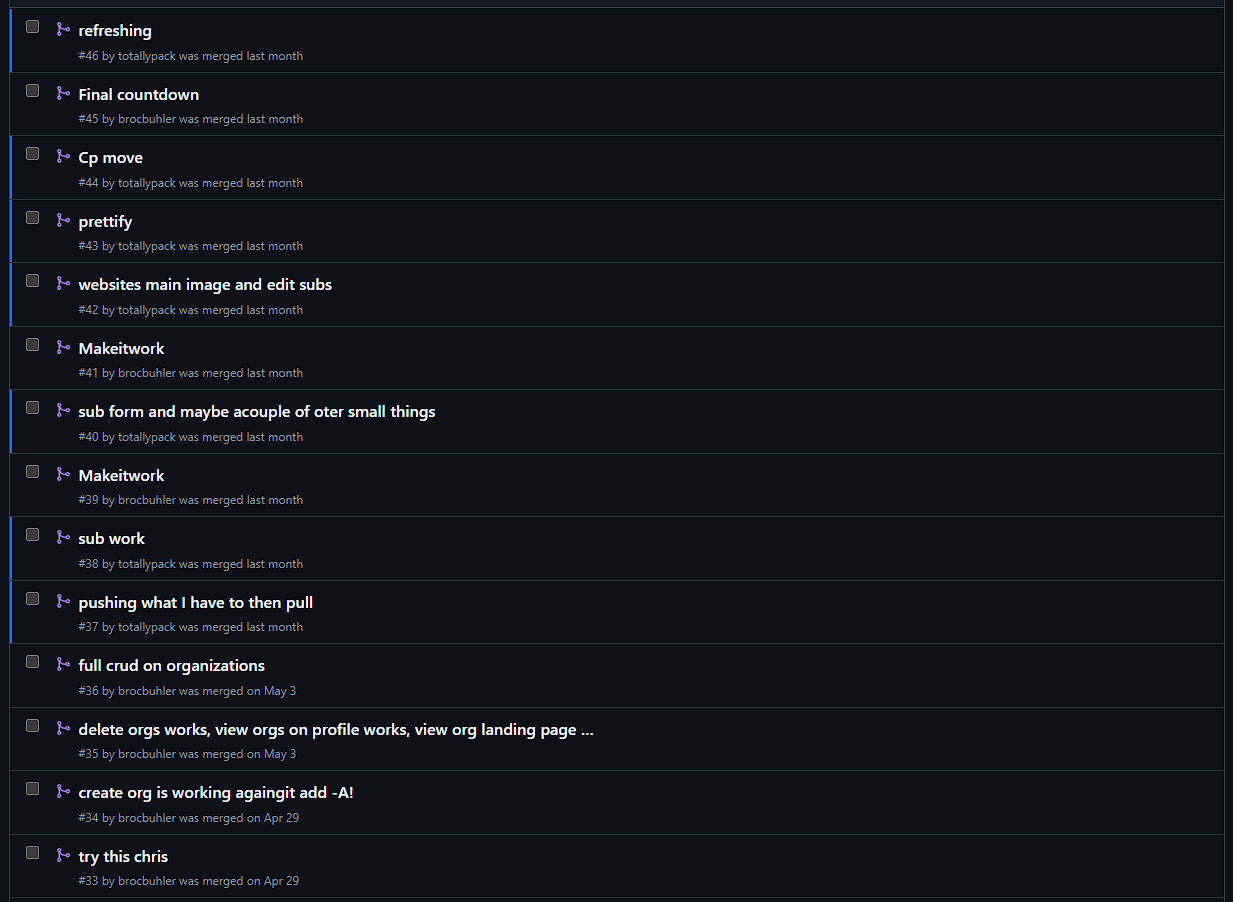 refreshing
#46 by totallypack was merged last month
Final countdown
#45 by brocbuhler was merged last month
Cp move
#44 by totallypack was merged last month
prettify
#43 by totallypack was merged last month
websites main image and edit subs
#42 by totallypack was merged last month
Makeitwork
#41 by brocbuhler was merged last month
sub form and maybe acouple of oter small things
#40 by totallypack was merged last month
Makeitwork
#39 by brocbuhler was merged last month
sub work
#38 by totallypack was merged last month
pushing what I have to then pull
#37 by totallypack was merged last month
full crud on organizations
#36 by brocbuhler was merged on May 3
delete orgs works, view orgs on profile works, view org landing page ...
#35 by brocbuhler was merged on May 3
create org is working againgit add -A!
#34 by brocbuhler was merged on Apr 29
try this chris
#33 by brocbuhler was merged on Apr 29